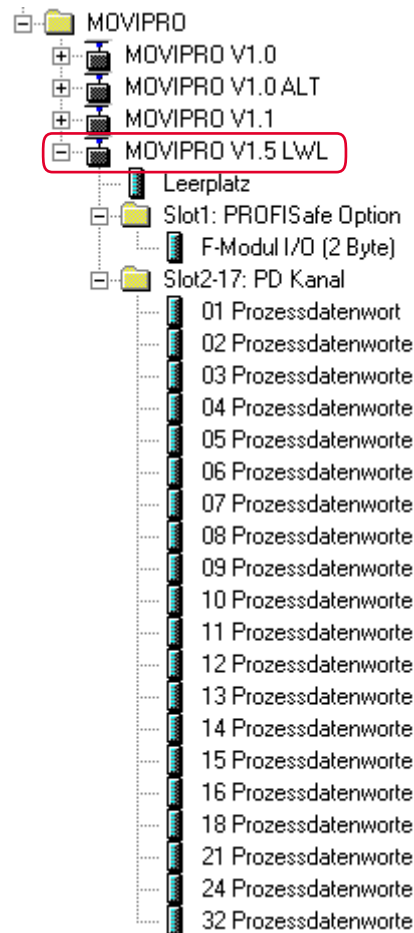 MOVIPRO
MOVIPRO V1.0
MOVIPRO V1.0 ALT
MOVIPRO V1.1
MOVIPRO V1.5 LWL
Leerplatz
Slot1: PROFISafe Option
F-Modul I/O (2 Byte)
Slot2-17: PD Kanal
01 Prozessdatenwort
02 Prozessdatenworte
03 Prozessdatenworte
04 Prozessdatenworte
05 Prozessdatenworte
06 Prozessdatenworte
07 Prozessdatenworte
08 Prozessdatenworte
09 Prozessdatenworte
10 Prozessdatenworte
11 Prozessdatenworte
12 Prozessdatenworte
13 Prozessdatenworte
14 Prozessdatenworte
15 Prozessdatenworte
16 Prozessdatenworte
18 Prozessdatenworte
21 Prozessdatenworte
24 Prozessdatenworte
32 Prozessdatenworte